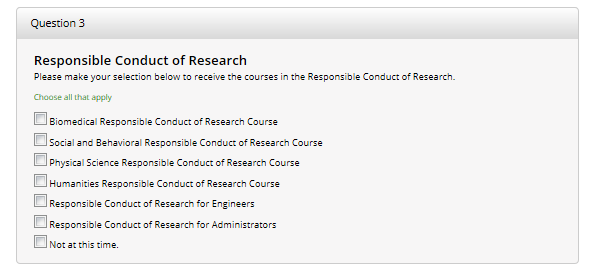 Question 3
Responsible Conduct of Research
Please make your selection below to receive the courses in the Responsible Conduct of Research.
Choose all that apply
Biomedical Responsible Conduct of Research Course
Social and Behavioral Responsible Conduct of Research Course
Physical Science Responsible Conduct of Research Course
Humanities Responsible Conduct of Research Course
Responsible Conduct of Research for Engineers
Responsible Conduct of Research for Administrators
Not at this time.